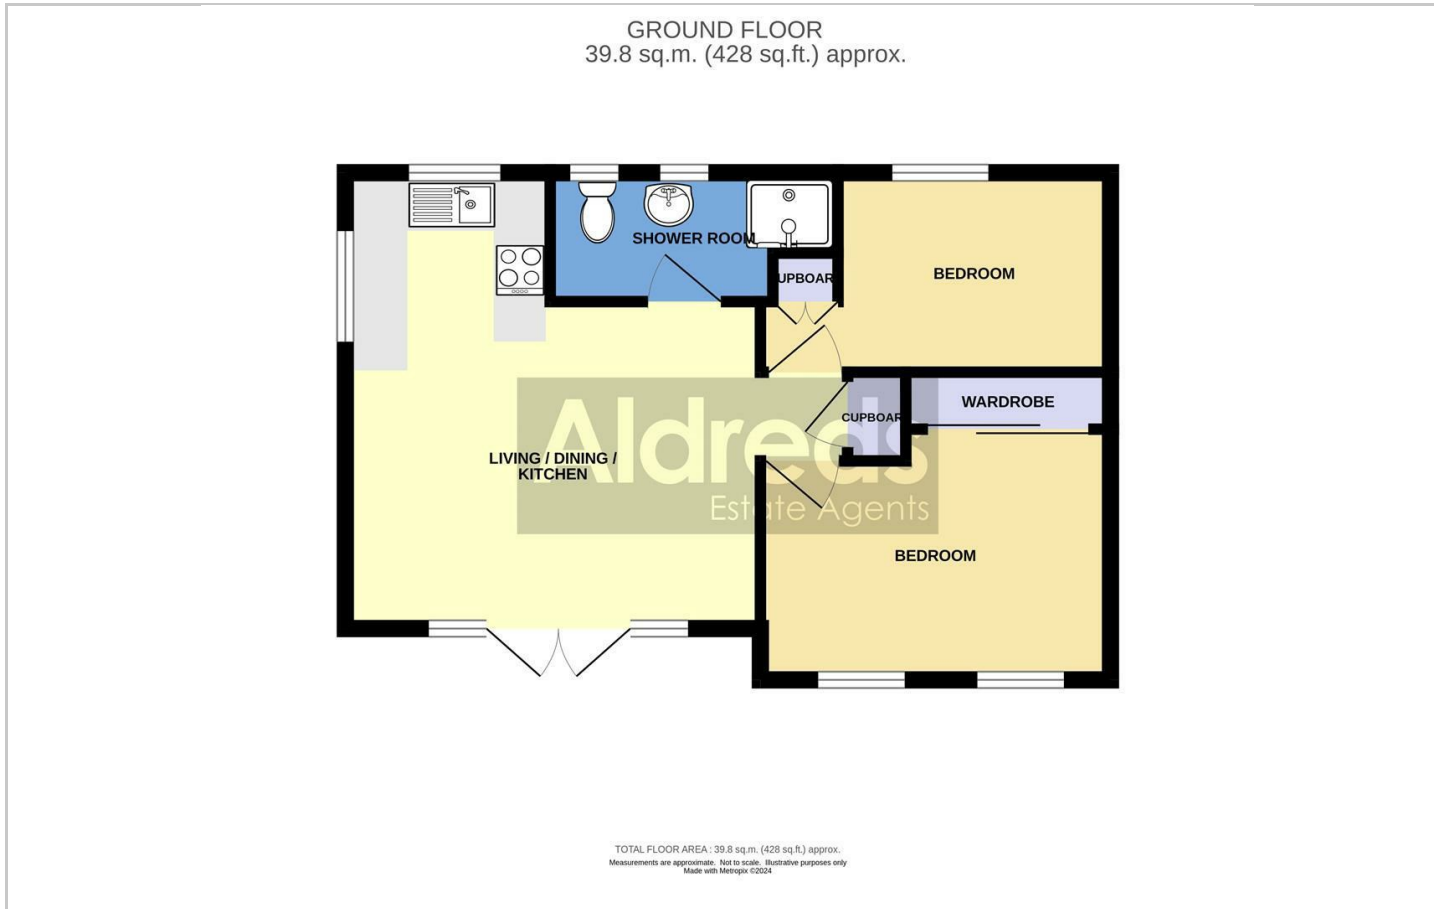 GROUND FLOOR
39.8 sq.m. (428 sq.ft.) approx.
SHOWER ROOM
UPBOAR
BEDROOM
WARDROBE
CUPBOAR
LIVING / DINING /
KITCHEN
Aldreds
Estate Agents
BEDROOM
TOTAL FLOOR AREA : 39.8 sq.m. (428 sq.ft.) approx.
Measurements are approximate. Not to scale. Illustrative purposes only
Made with Metropix ©2024